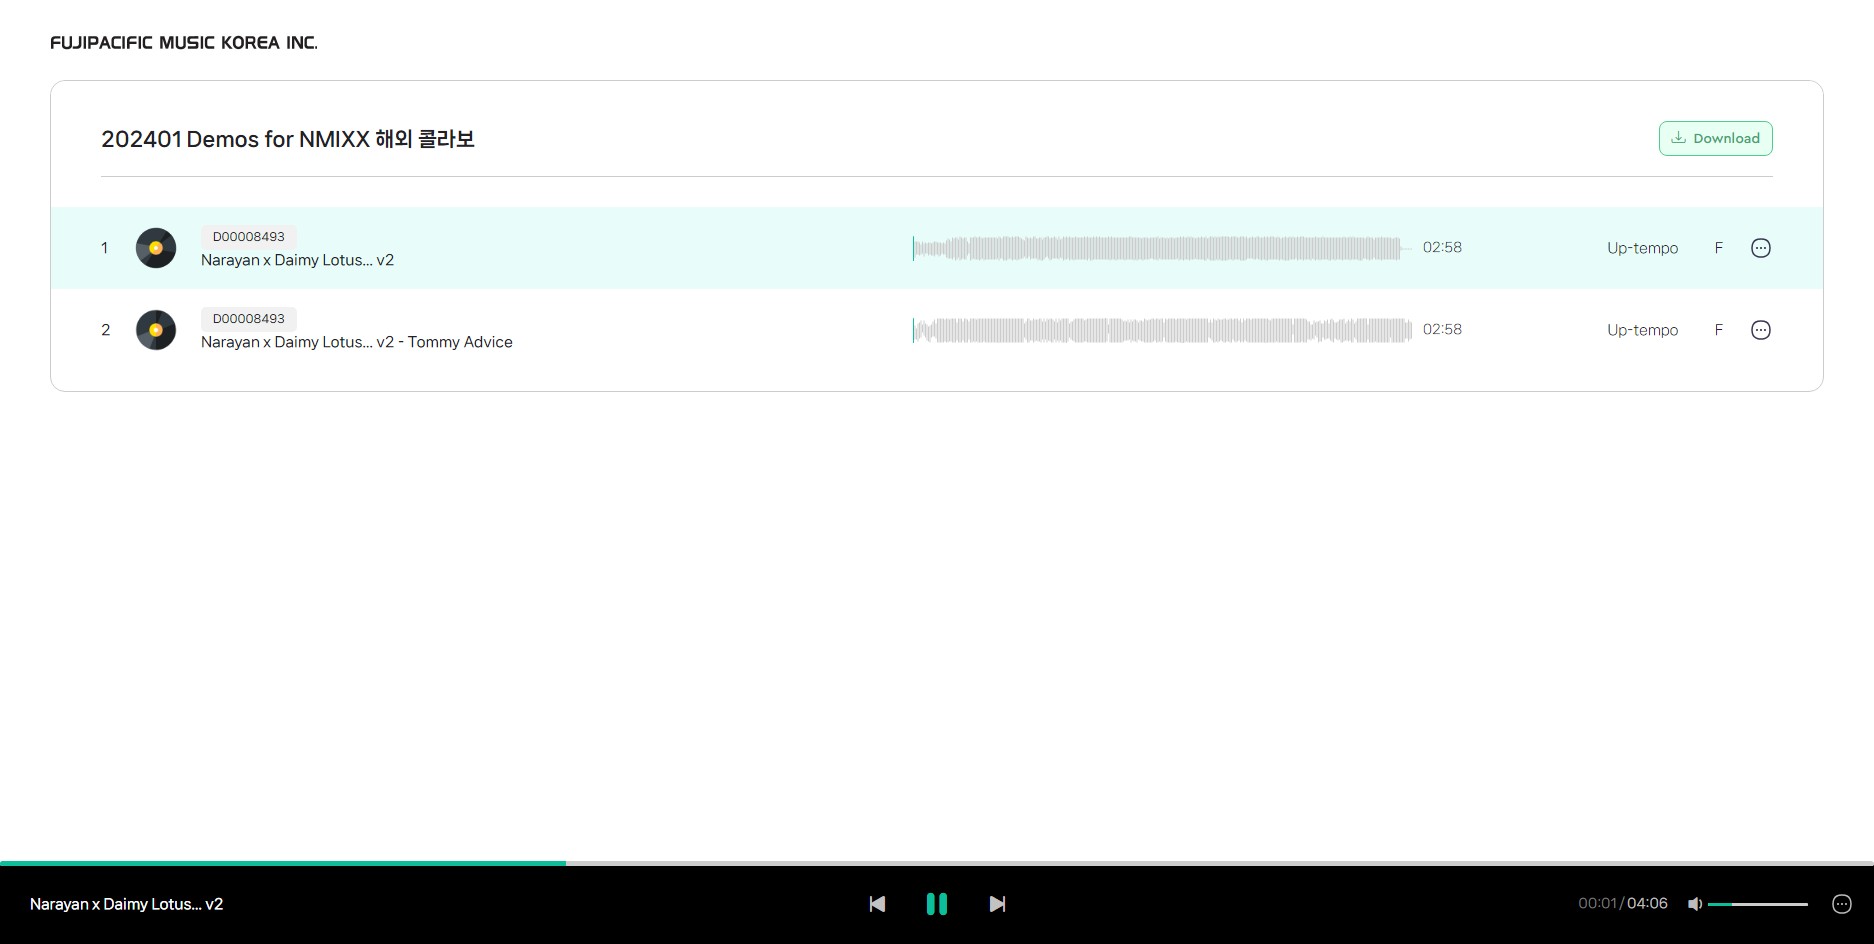 FUJIPACIFIC MUSIC KOREA INC.
202401 Demos for NMIXX 해외 콜라보
Download
1
D00008493
Narayan x Daimy Lotus... v2
02:58
Up-tempo
F
2
D00008493
Narayan x Daimy Lotus... v2 - Tommy Advice
02:58
Up-tempo
F
Narayan x Daimy Lotus... v2
00:01/04:06